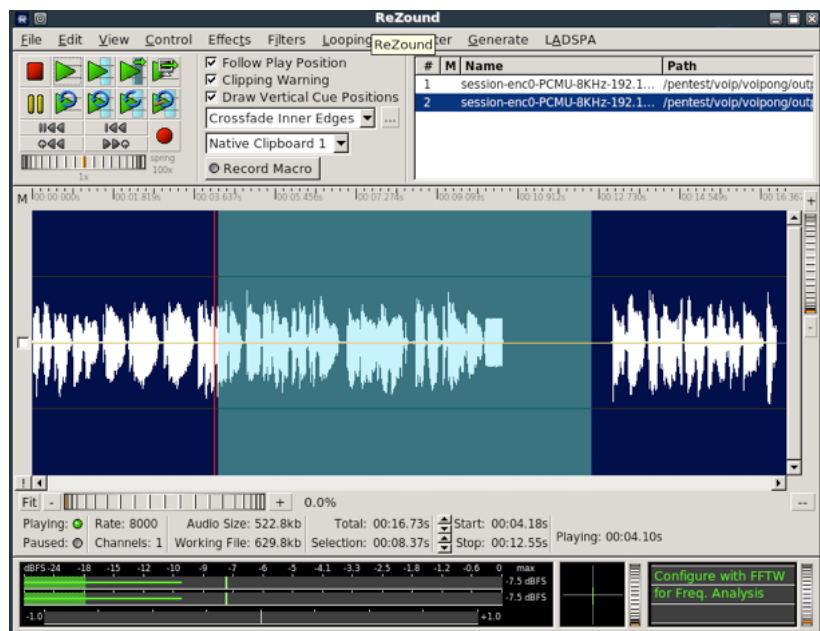 ReZound
File Edit View Control Effects Filters Looping ter Generate LADSPA
ReZound
Follow Play Position
Clipping Warning
Draw Vertical Cue Positions
Crossfade Inner Edges ...
Native Clipboard 1
Record Macro
spring
100x
1x
# M Name Path
1 session-enc0-PCMU-8KHz-192.1... /pentest/voip/voipong/outp
2 session-enc0-PCMU-8KHz-192.1... /pentest/voip/voipong/outp
M 00:00.000s 00:01.819s 00:03.637s 00:05.456s 00:07.274s 00:09.093s 00:10.912s 00:12.730s 00:14.549s 00:16.367 +
-
!
Fit - + 0.0% --
Playing: Rate: 8000 Audio Size: 522.8kb Total: 00:16.73s Start: 00:04.18s
Paused: Channels: 1 Working File: 629.8kb Selection: 00:08.37s Stop: 00:12.55s Playing: 00:04.10s
dBFS -24 -18 -15 -12 -10 -9 -7 -6 -5 -4.1 -3.3 -2.5 -1.8 -1.2 -0.6 0 max
-7.5 dBFS
-7.5 dBFS
-1.0 +1.0
Configure with FFTW
for Freq. Analysis